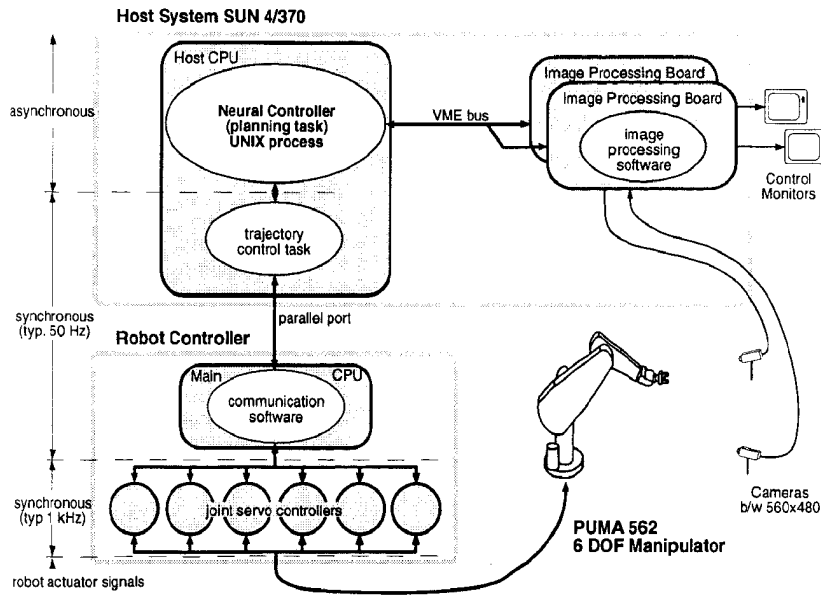 Host System SUN 4/370
Host CPU
asynchronous
Neural Controller
(planning task)
UNIX process
VME bus
Image Processing Board
Image Processing Board
image
processing
software
Control
Monitors
trajectory
control task
synchronous
(typ. 50 Hz)
parallel port
Robot Controller
Main CPU
communication
software
synchronous
(typ 1 kHz)
joint servo controllers
Cameras
b/w 560x480
PUMA 562
6 DOF Manipulator
robot actuator signals